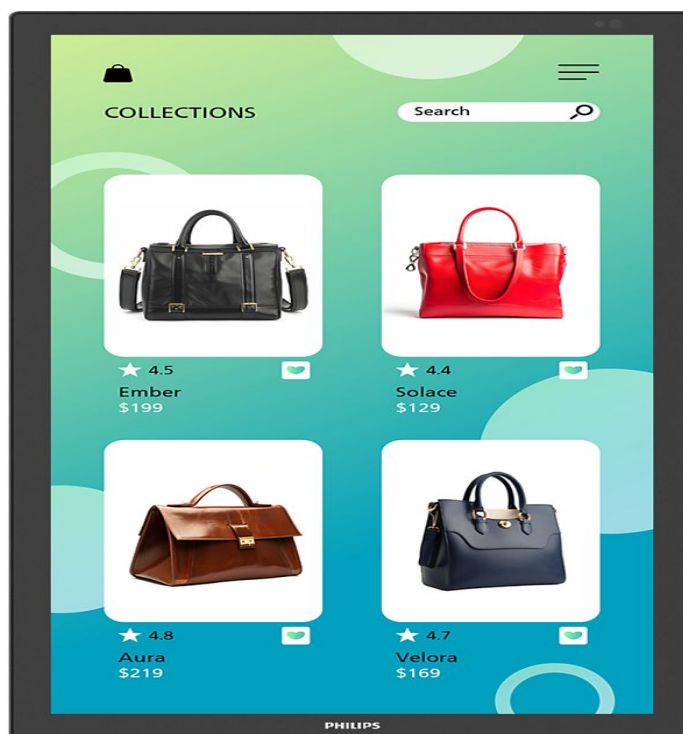 COLLECTIONS
Search
4.5
Ember
$199
4.4
Solace
$129
4.8
Aura
$219
4.7
Velora
$169
PHILIPS